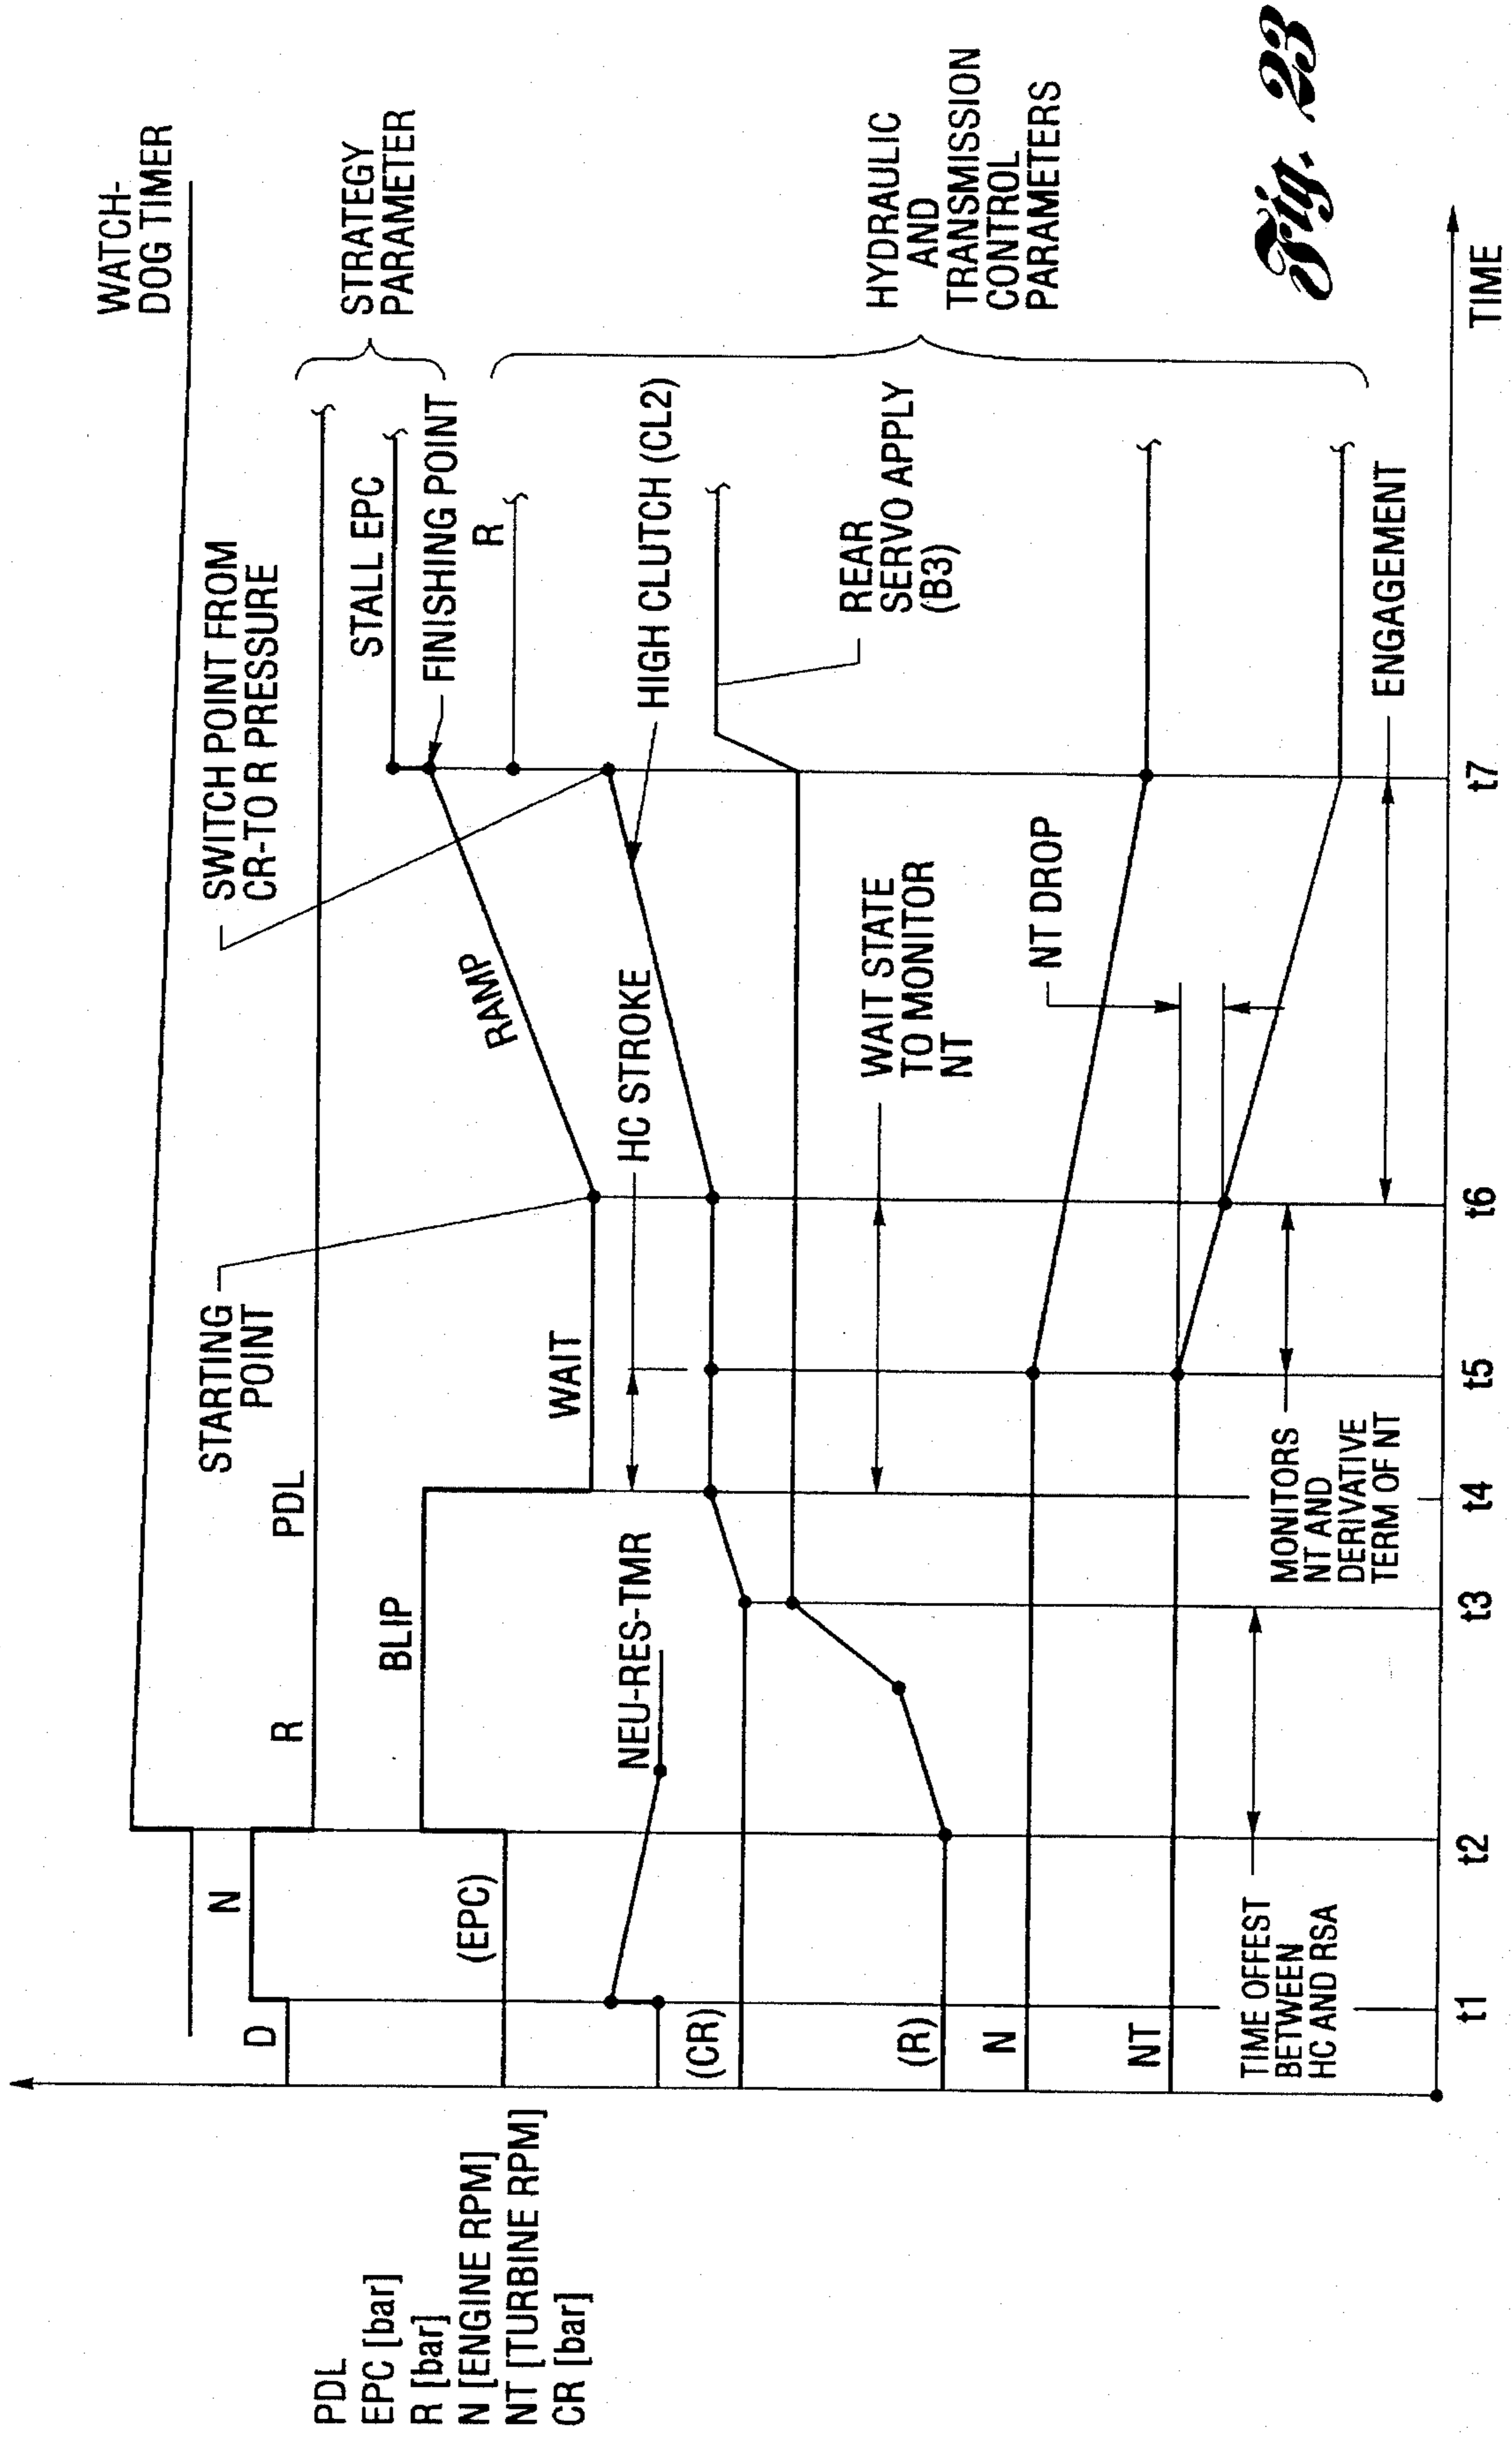 PDL
EPC [bar]
R [bar]
N [ENGINE RPM]
NT [TURBINE RPM]
CR [bar]
WATCH-
DOG TIMER
STRATEGY
PARAMETER
HYDRAULIC
AND
TRANSMISSION
CONTROL
PARAMETERS
SWITCH POINT FROM
CR-TO R PRESSURE
STARTING
POINT
D
N
R
PDL
STALL EPC
FINISHING POINT
(EPC)
BLIP
WAIT
RAMP
R
NEU-RES-TMR
HC STROKE
HIGH CLUTCH (CL2)
(CR)
REAR
SERVO APPLY
(B3)
(R)
WAIT STATE
TO MONITOR
NT
N
NT DROP
NT
TIME OFFEST
BETWEEN
HC AND RSA
MONITORS
NT AND
DERIVATIVE
TERM OF NT
ENGAGEMENT
t1
t2
t3
t4
t5
t6
t7
TIME
Fig. 23